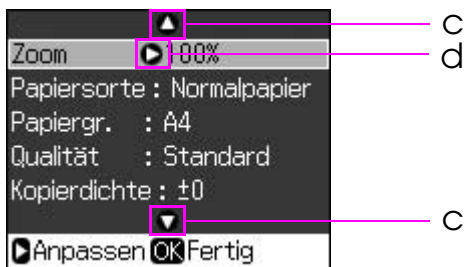 C
Zoom 100% d
Papiersorte : Normalpapier
Papiergr. : A4
Qualität : Standard
Kopierdichte : ±0
C
Anpassen OK Fertig